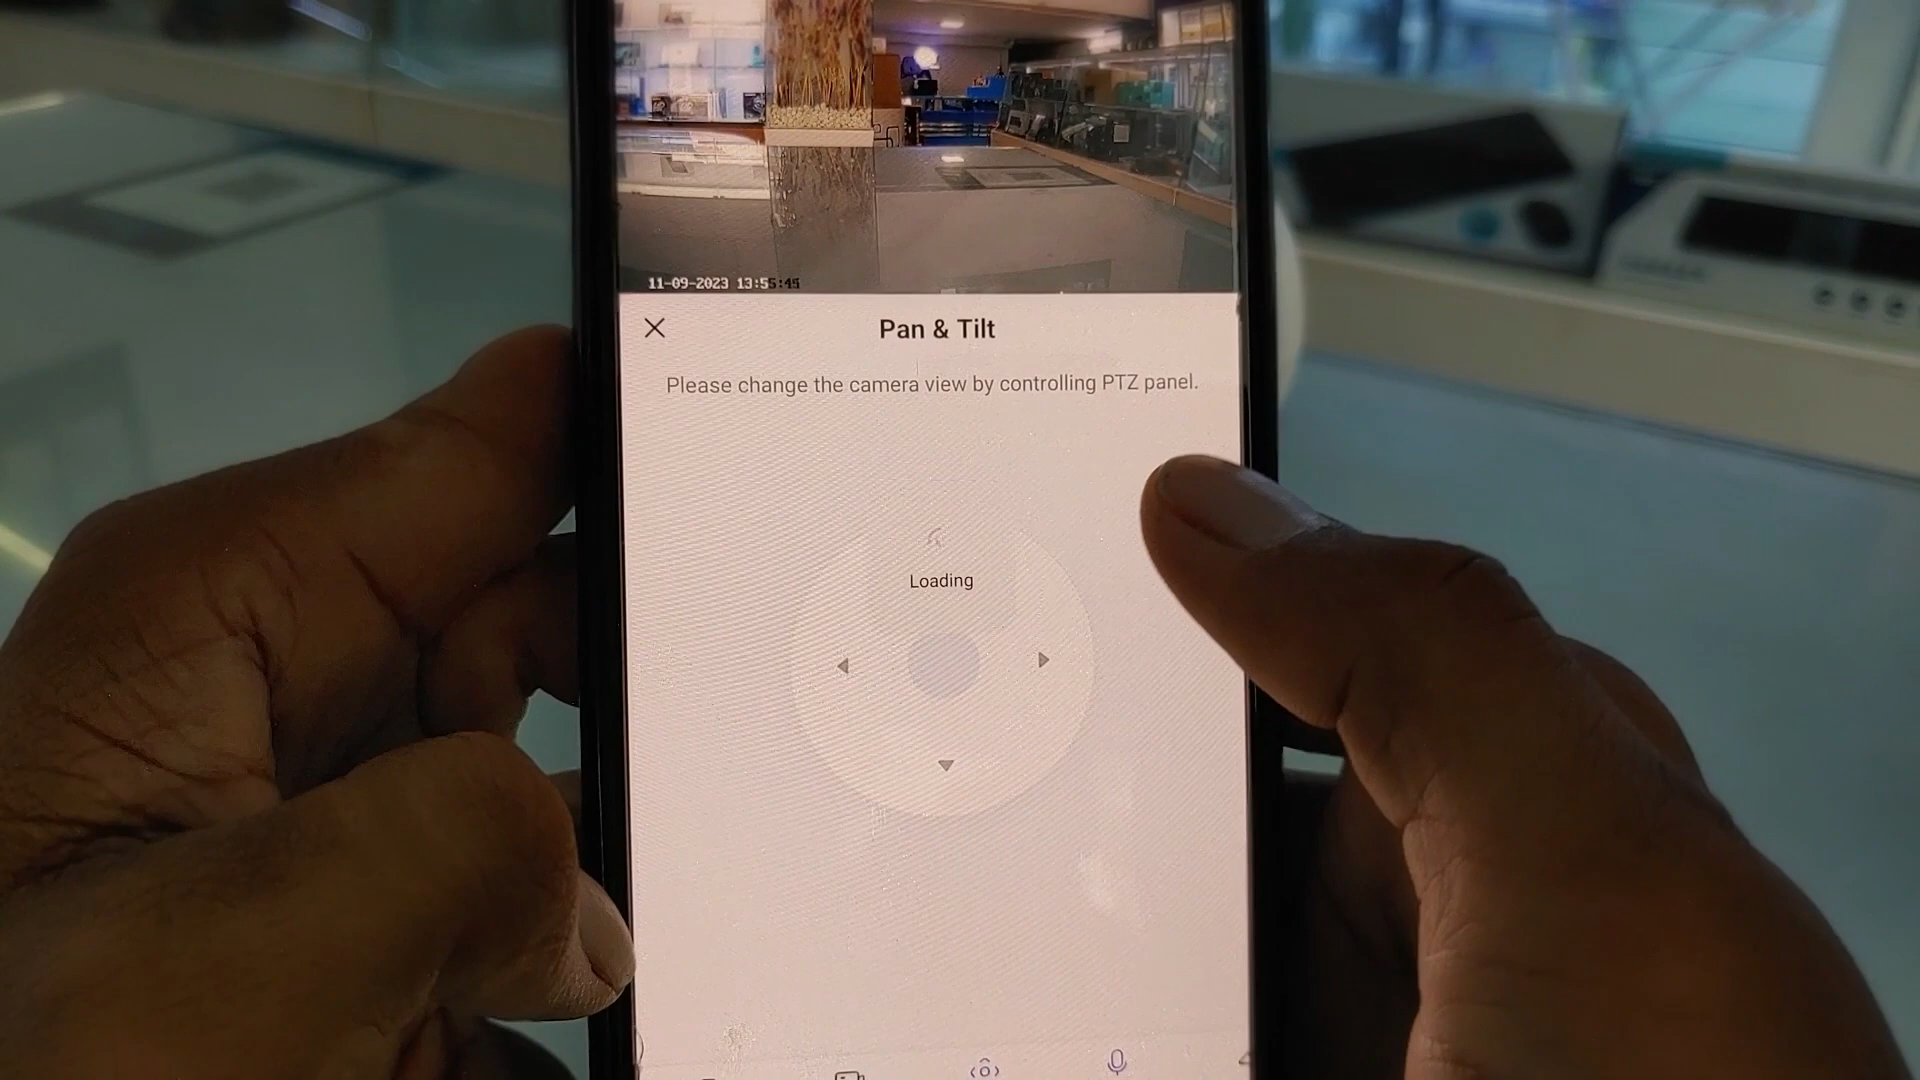 11-09-2023 13:55:45
Pan & Tilt
Please change the camera view by controlling PTZ panel.
Loading